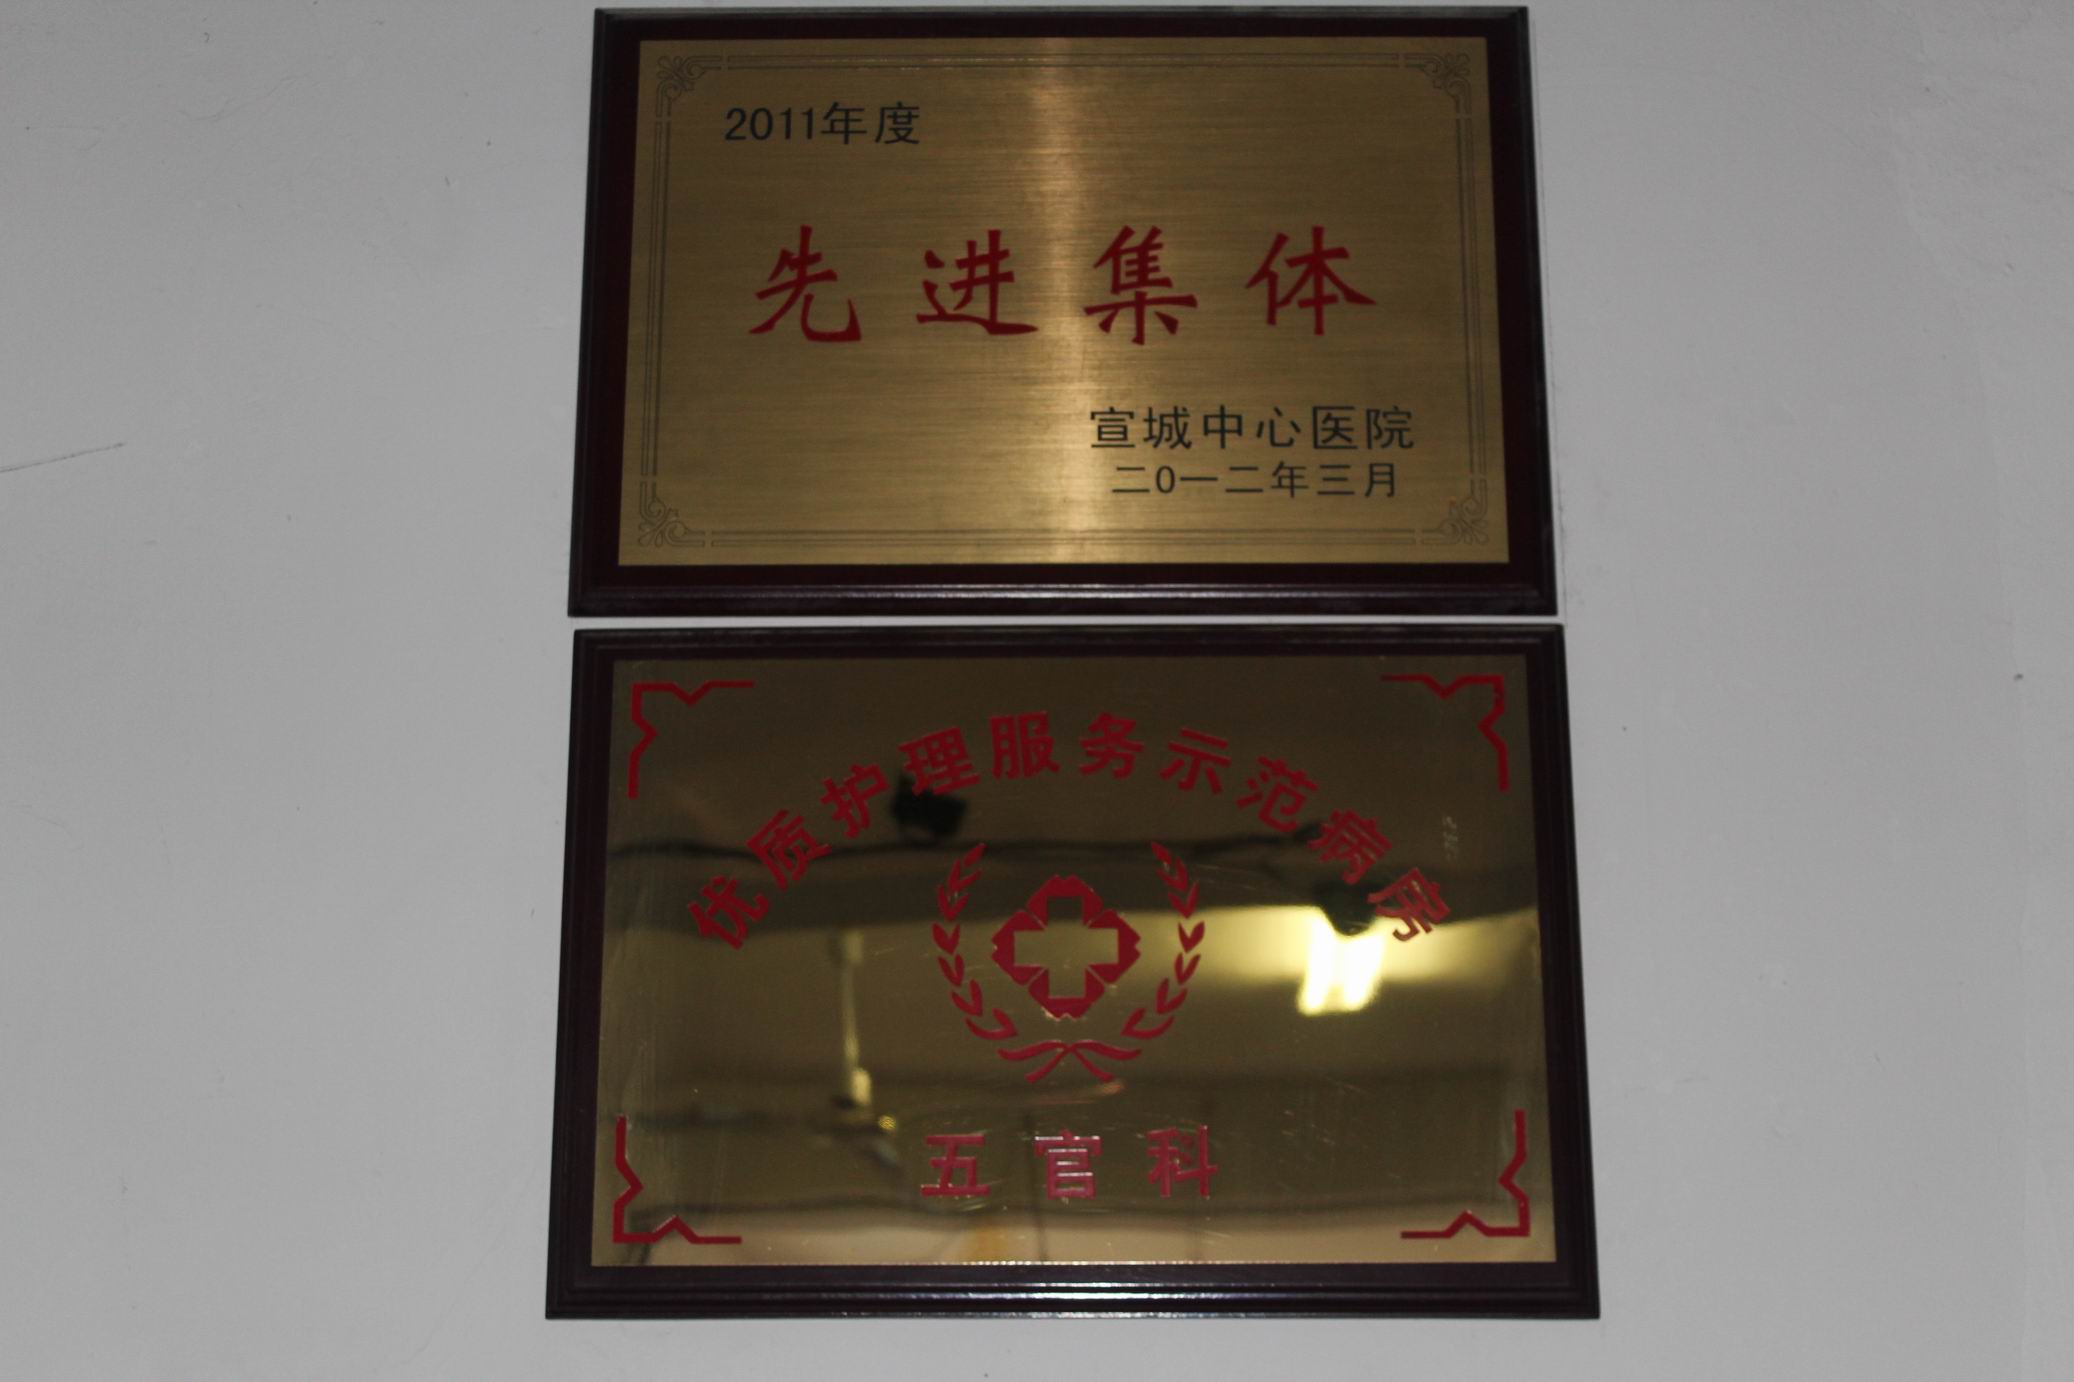 2011年度
先进集体
宣城中心医院
二0一二年三月
优质护理服务示范病房
五官科